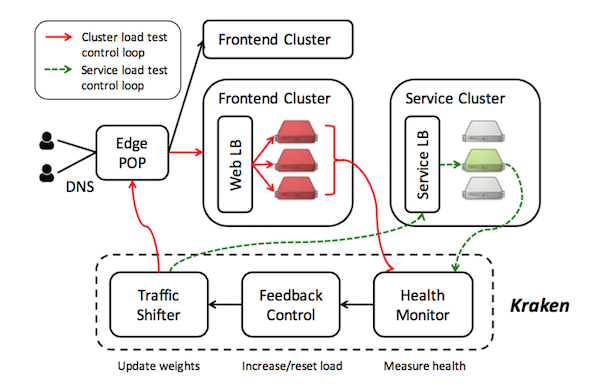 Cluster load test
control loop
Service load test
control loop
Frontend Cluster
Frontend Cluster
Service Cluster
Edge
POP
DNS
Web LB
Service LB
Traffic
Shifter
Feedback
Control
Health
Monitor
Kraken
Update weights
Increase/reset load
Measure health